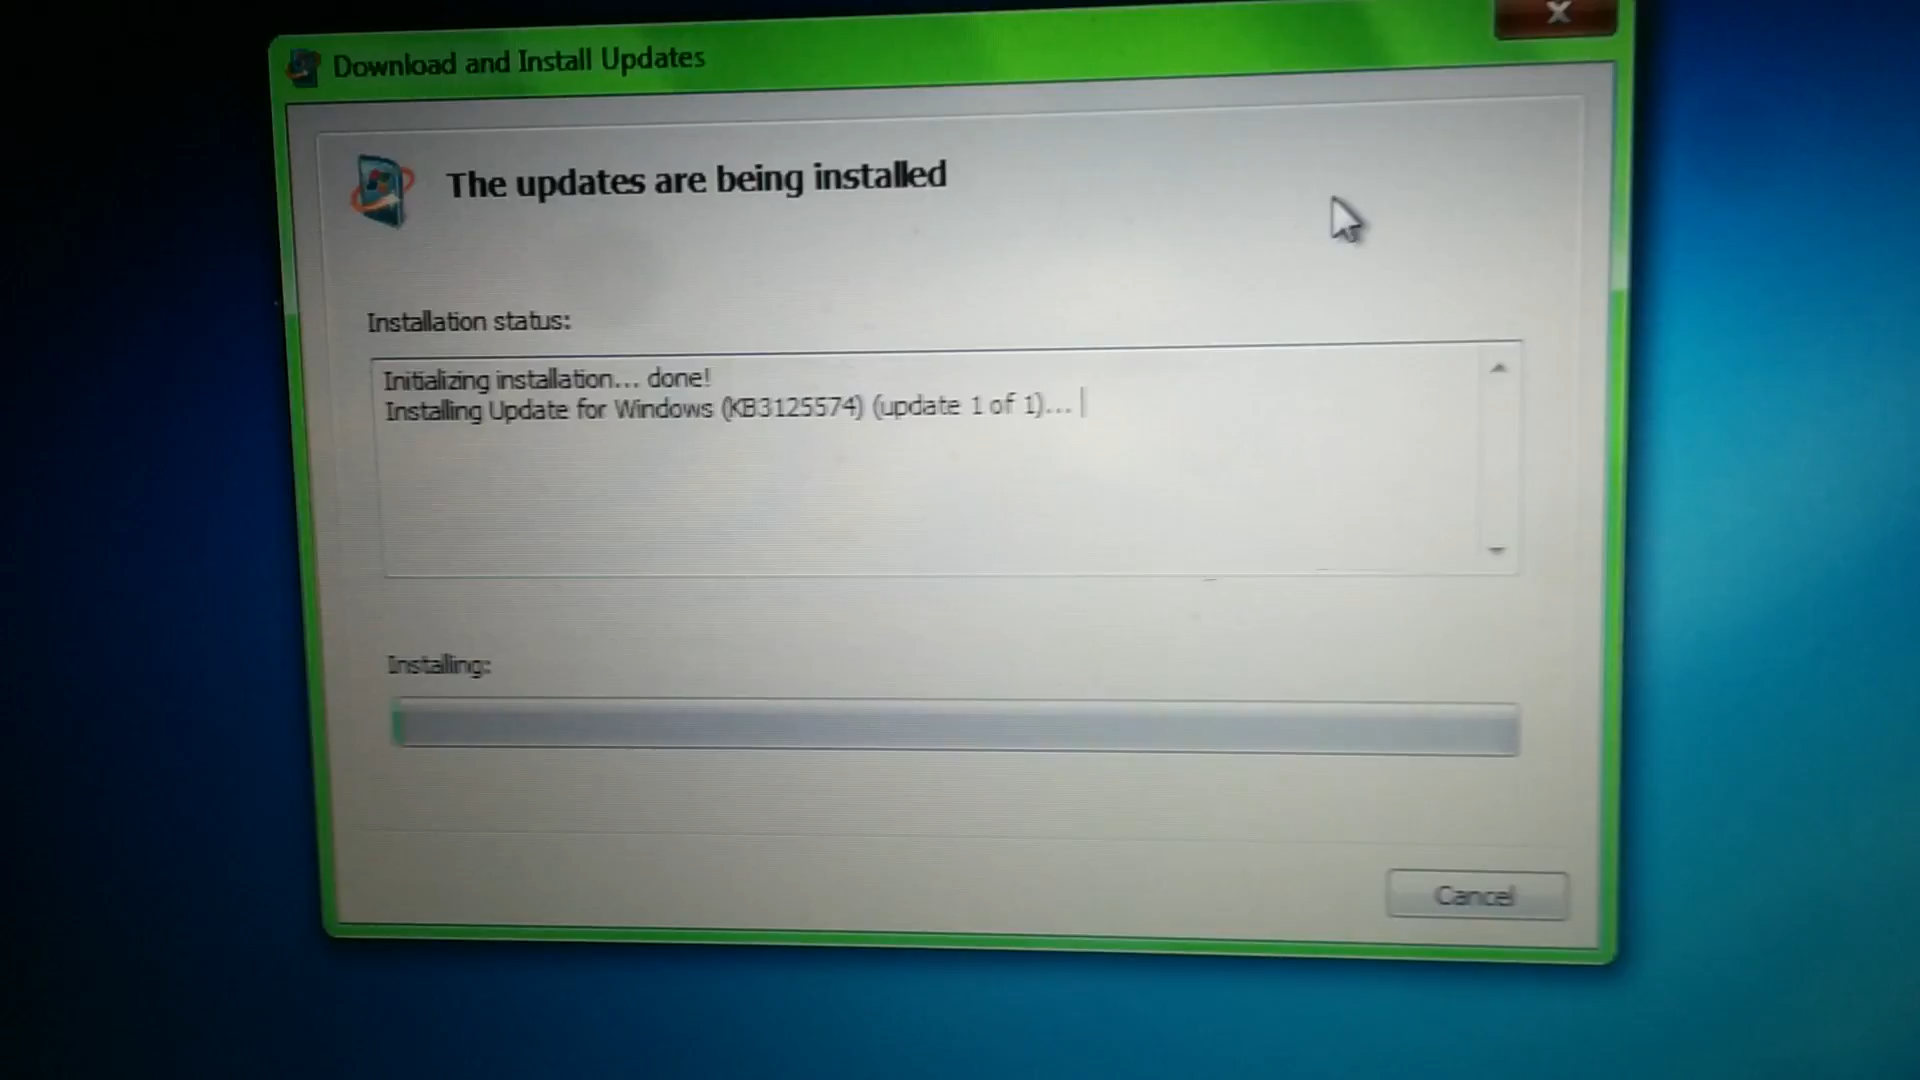 Download and Install Updates
The updates are being installed
Installation status:
Initializing installation... done!
Installing Update for Windows (KB3125574) (update 1 of 1)...
Installing:
Cancel